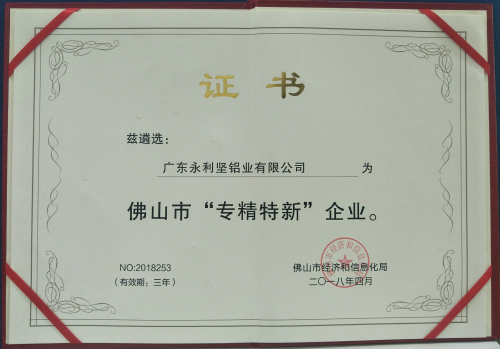 证书
兹遴选：
广东永利坚铝业有限公司 为
佛山市“专精特新”企业。
NO:2018253
（有效期：三年）
佛山市经济和信息化局
二〇一八年四月